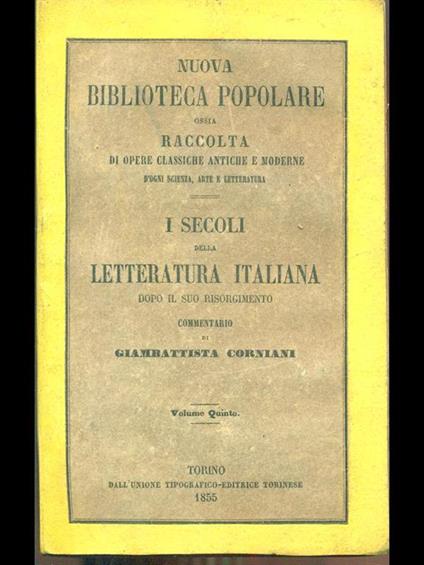 NUOVA
BIBLIOTECA POPOLARE
OSSIA
RACCOLTA
DI OPERE CLASSICHE ANTICHE E MODERNE
D'OGNI SCIENZA, ARTE E LETTERATURA
I SECOLI
DELLA
LETTERATURA ITALIANA
DOPO IL SUO RISORGIMENTO
COMMENTARIO
DI
GIAMBATTISTA CORNIANI
Volume Quinto.
TORINO
DALL'UNIONE TIPOGRAFICO-EDITRICE TORINESE
1855